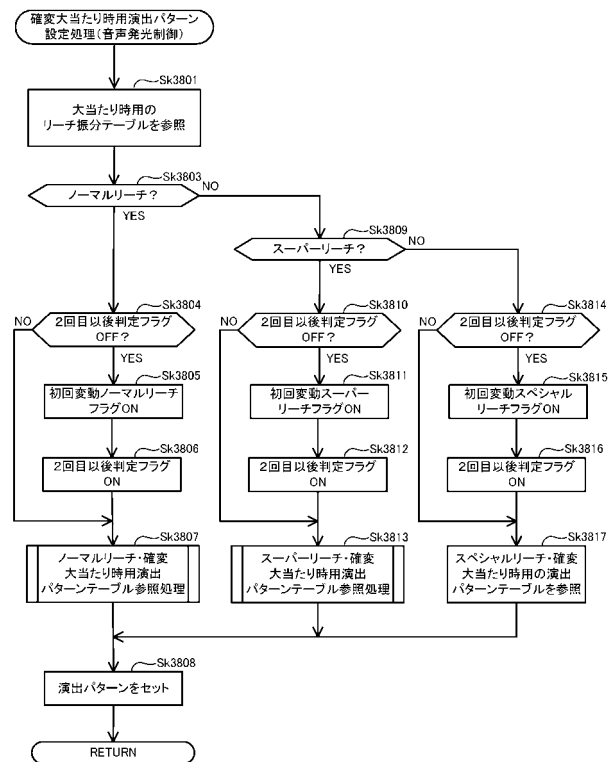 確変大当たり時用演出パターン
設定処理(音声発光制御)
Sk3801
大当たり時用の
リーチ振分テーブルを参照
Sk3803
ノーマルリーチ?
NO
YES
Sk3809
スーパーリーチ?
NO
YES
Sk3804
NO
2回目以後判定フラグ
OFF?
YES
Sk3810
NO
2回目以後判定フラグ
OFF?
YES
Sk3814
NO
2回目以後判定フラグ
OFF?
YES
Sk3805
初回変動ノーマルリーチ
フラグON
Sk3811
初回変動スーパー
リーチフラグON
Sk3815
初回変動スペシャル
リーチフラグON
Sk3806
2回目以後判定フラグ
ON
Sk3812
2回目以後判定フラグ
ON
Sk3816
2回目以後判定フラグ
ON
Sk3807
ノーマルリーチ・確変
大当たり時用演出
パターンテーブル参照処理
Sk3813
スーパーリーチ・確変
大当たり時用演出
パターンテーブル参照処理
Sk3817
スペシャルリーチ・確変
大当たり時用の演出
パターンテーブルを参照
Sk3808
演出パターンをセット
RETURN